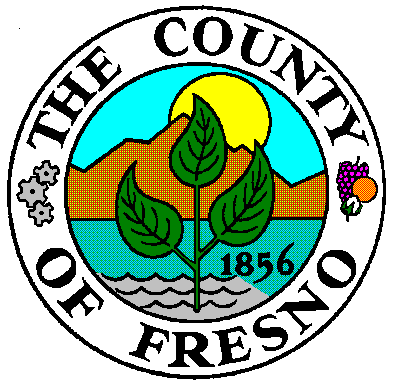 THE COUNTY
OF FRESNO
1856